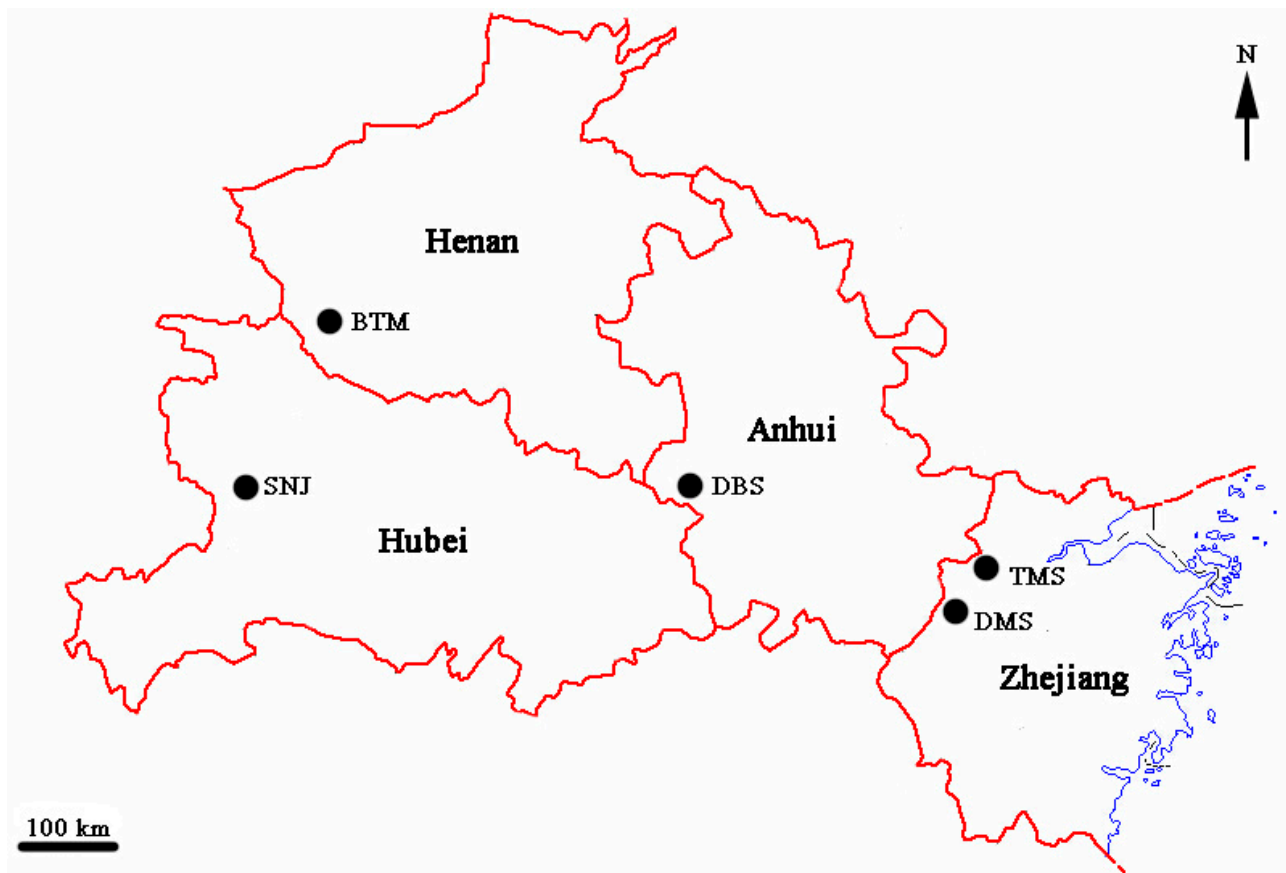 N
Henan
BTM
Anhui
SNJ
DBS
Hubei
TMS
DMS
Zhejiang
100 km